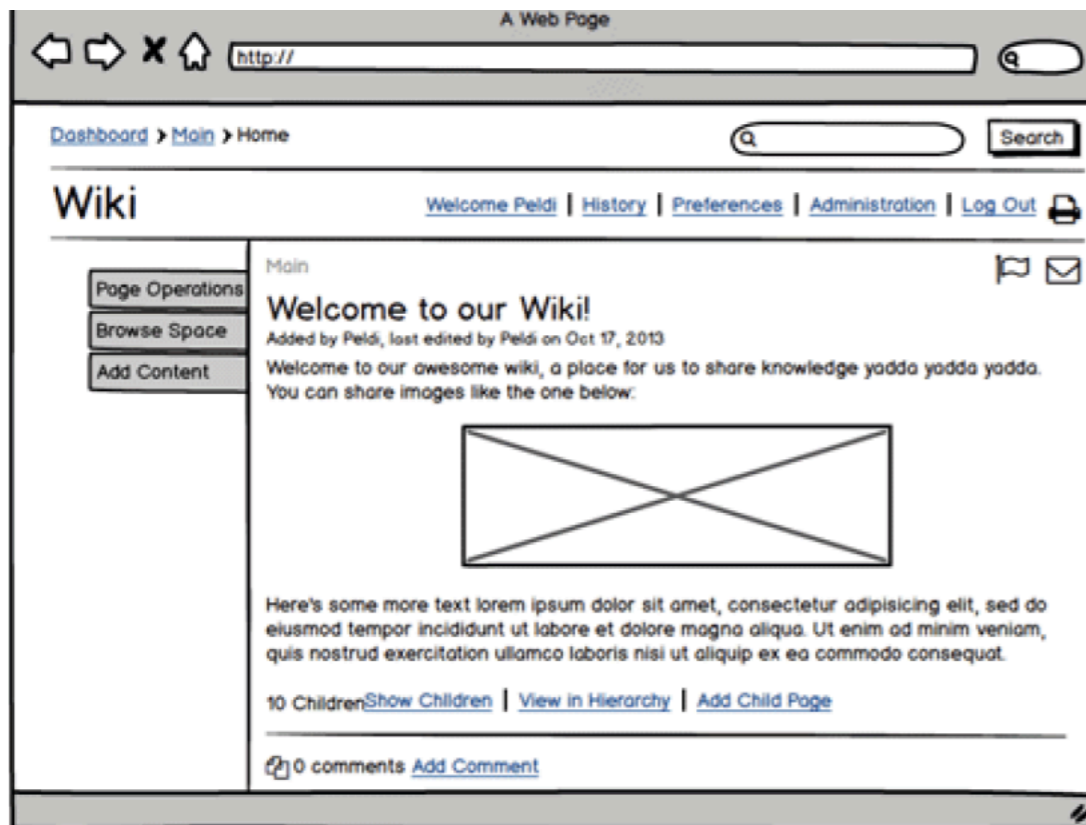 A Web Page
http://
Dashboard > Main > Home
Search
Wiki
Welcome Peldi | History | Preferences | Administration | Log Out
Page Operations
Browse Space
Add Content
Main
Welcome to our Wiki!
Added by Peldi, last edited by Peldi on Oct 17, 2013
Welcome to our awesome wiki, a place for us to share knowledge yadda yadda yadda.
You can share images like the one below:
Here's some more text lorem ipsum dolor sit amet, consectetur adipisicing elit, sed do
eiusmod tempor incididunt ut labore et dolore magna aliqua. Ut enim ad minim veniam,
quis nostrud exercitation ullamco laboris nisi ut aliquip ex ea commodo consequat.
10 Children Show Children | View in Hierarchy | Add Child Page
0 comments Add Comment